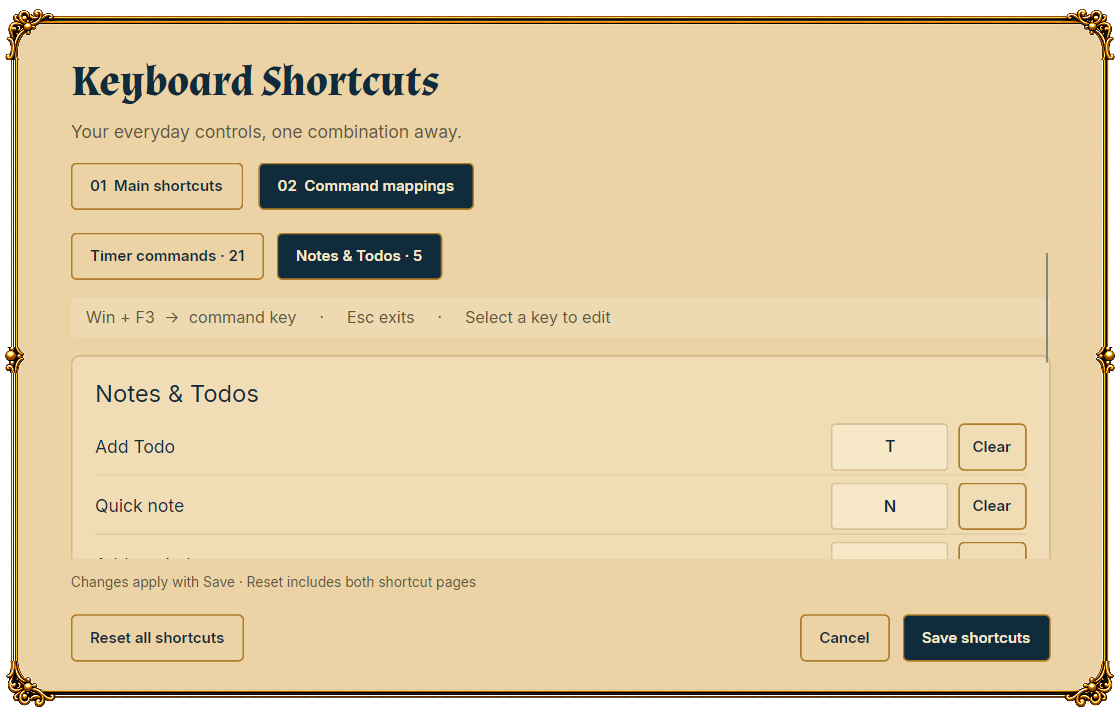 Keyboard Shortcuts
Your everyday controls, one combination away.
01 Main shortcuts
02 Command mappings
Timer commands · 21
Notes & Todos · 5
Win + F3 → command key · Esc exits · Select a key to edit
Notes & Todos
Add Todo T Clear
Quick note N Clear
Changes apply with Save · Reset includes both shortcut pages
Reset all shortcuts
Cancel
Save shortcuts